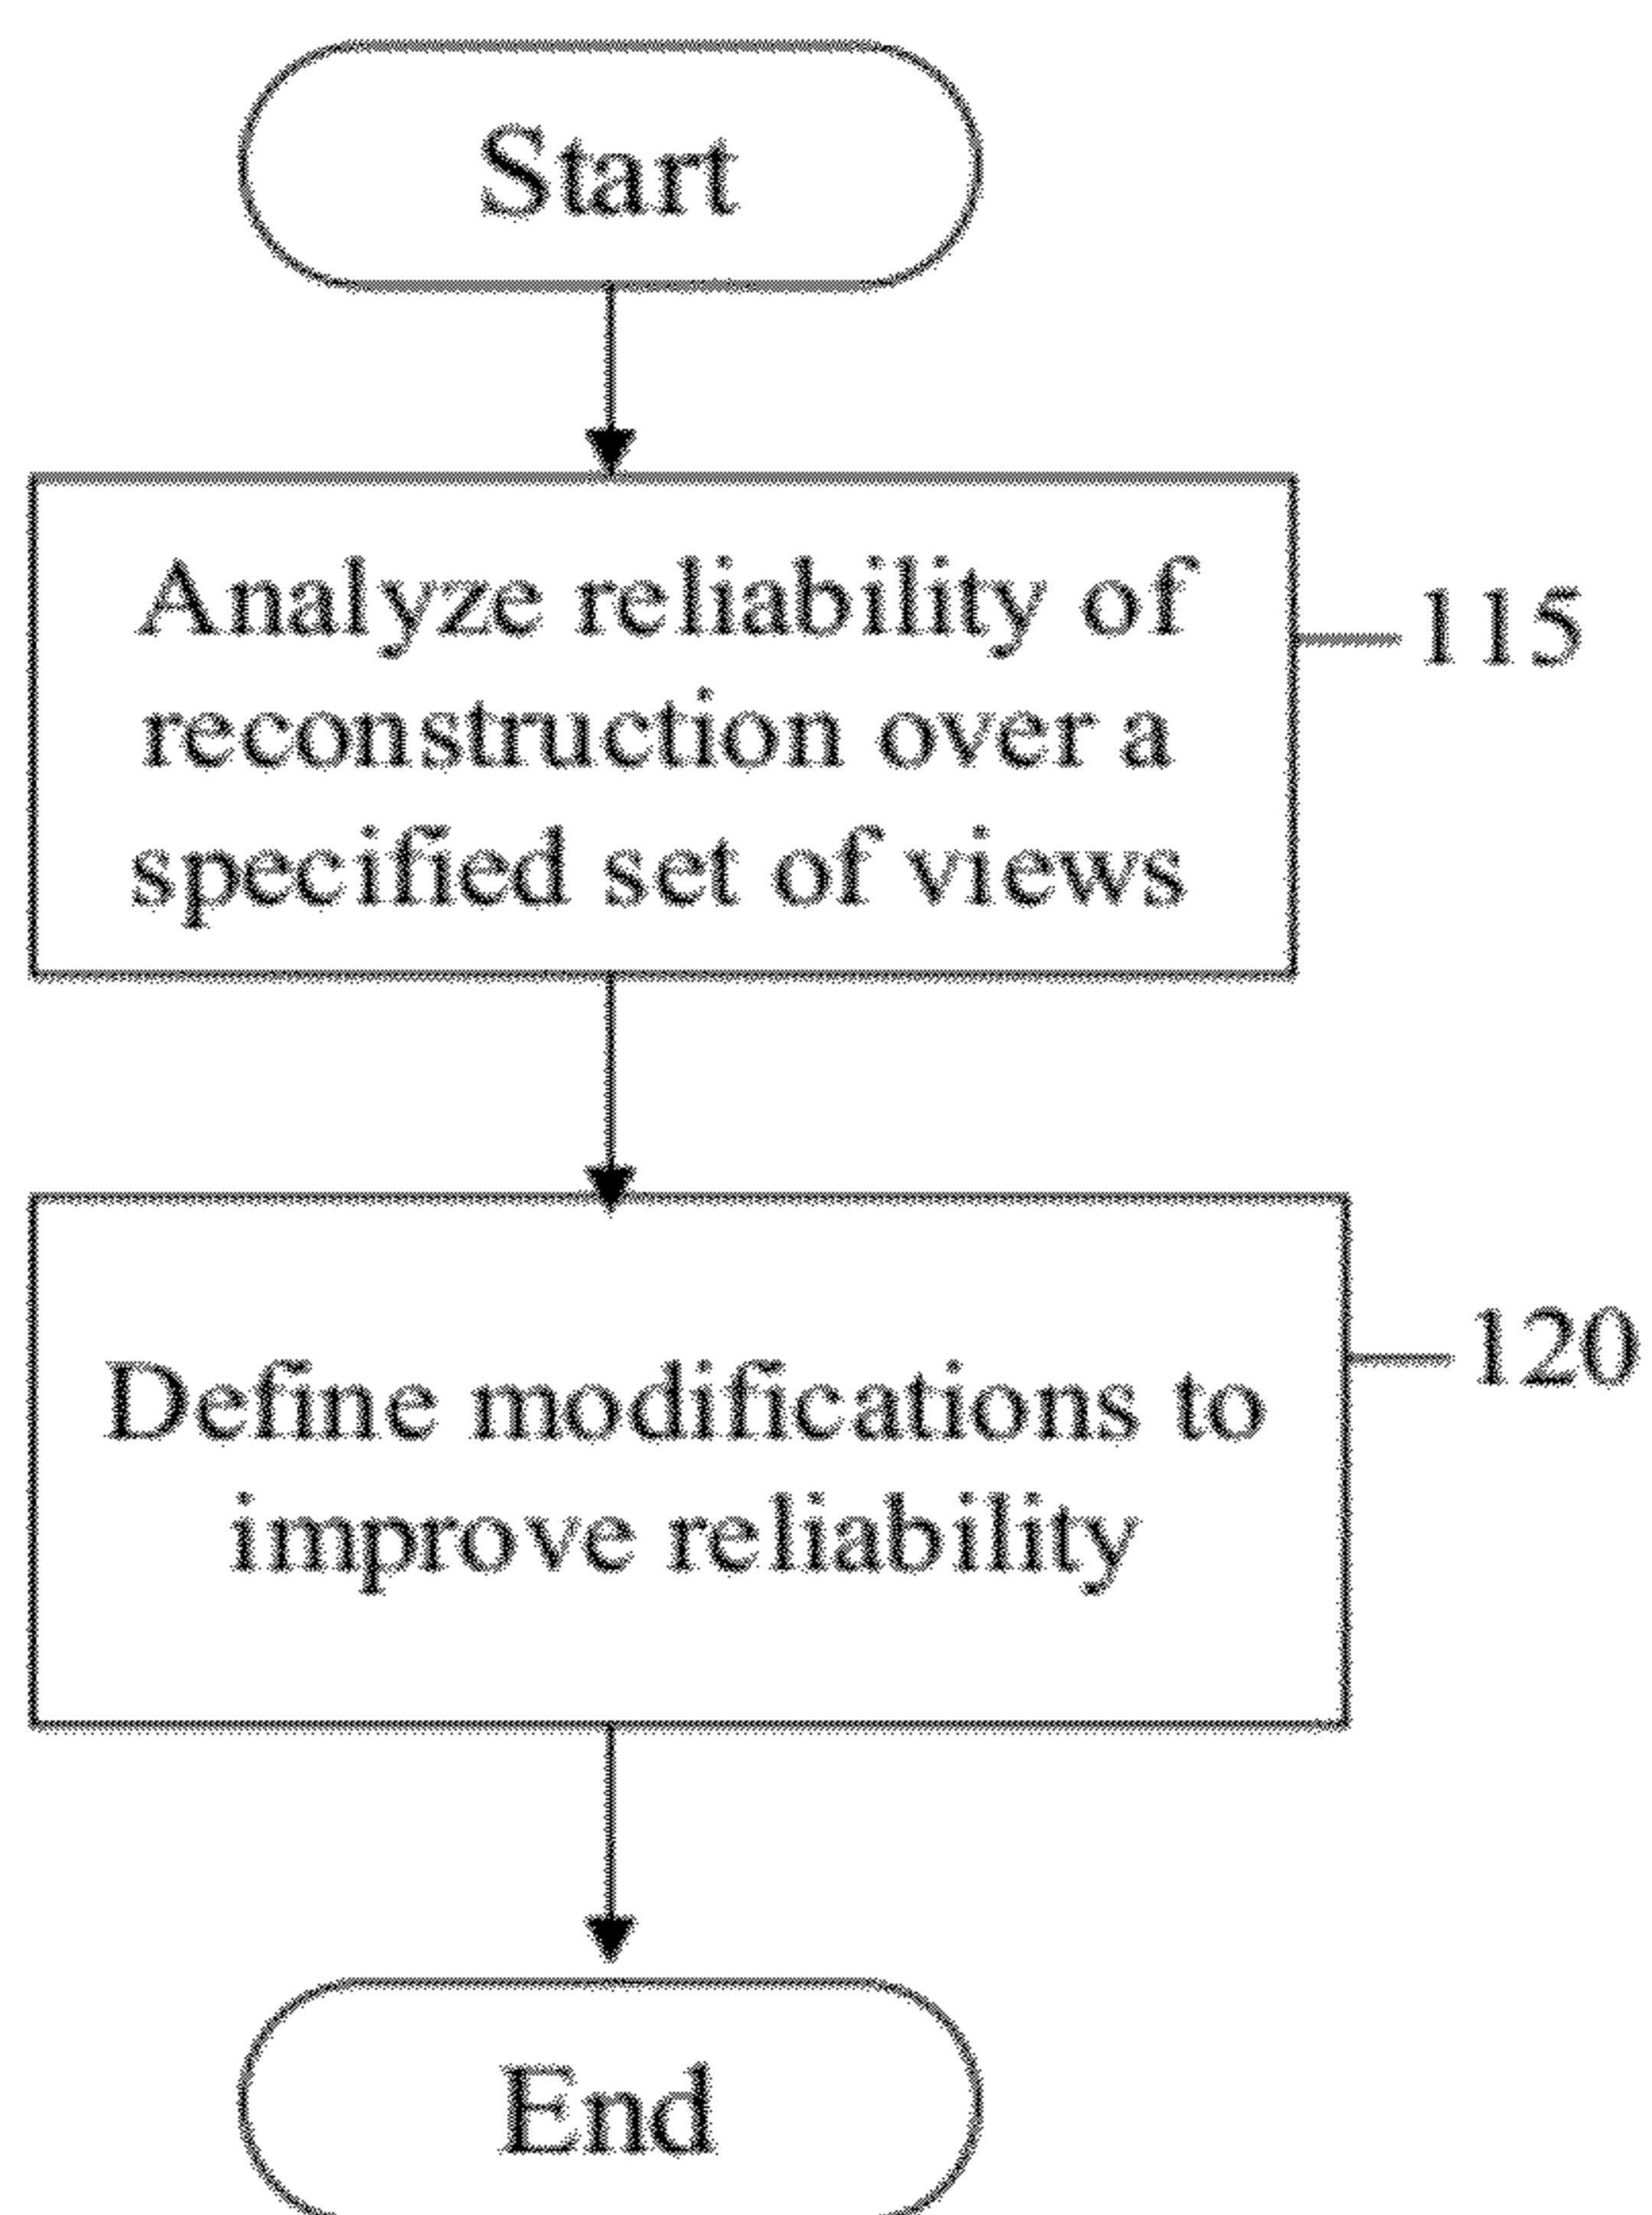 Start
Analyze reliability of
reconstruction over a
specified set of views
115
Define modifications to
improve reliability
120
End